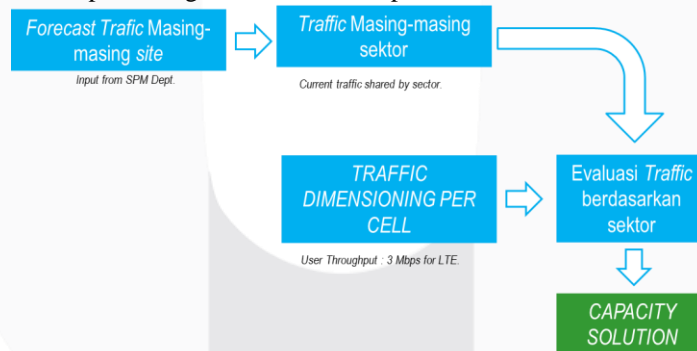 Forecast Trafic Masing-
masing site
Input from SPM Dept.
Traffic Masing-masing
sektor
Current traffic shared by sector.
TRAFFIC
DIMENSIONING PER
CELL
User Throughput : 3 Mbps for LTE.
Evaluasi Traffic
berdasarkan
sektor
CAPACITY
SOLUTION